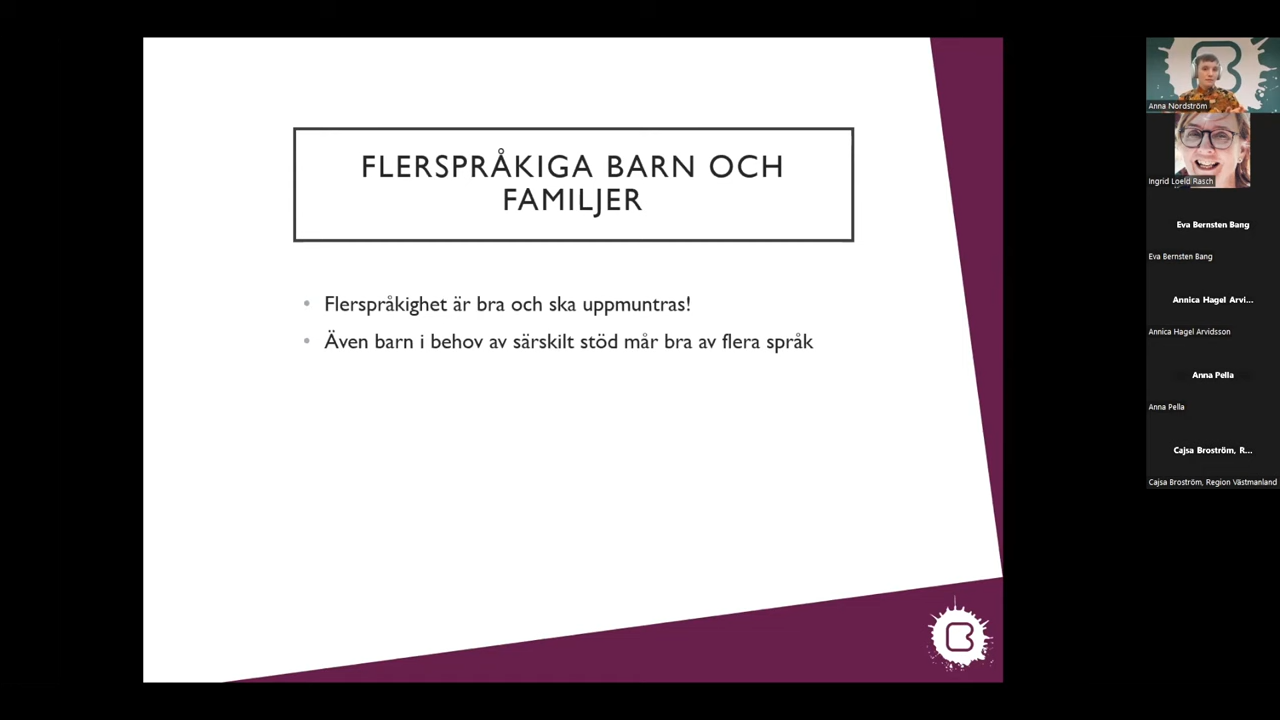 FLERSPRÅKIGA BARN OCH
FAMILJER
Flerspråkighet är bra och ska uppmuntras!
Även barn i behov av särskilt stöd mår bra av flera språk
Anna Nordström
Ingrid Loeld Rasch
Eva Bernsten Bang
Eva Bernsten Bang
Annica Hagel Arvi...
Annica Hagel Arvidsson
Anna Pella
Anna Pella
Cajsa Broström, R...
Cajsa Broström, Region Västmanland